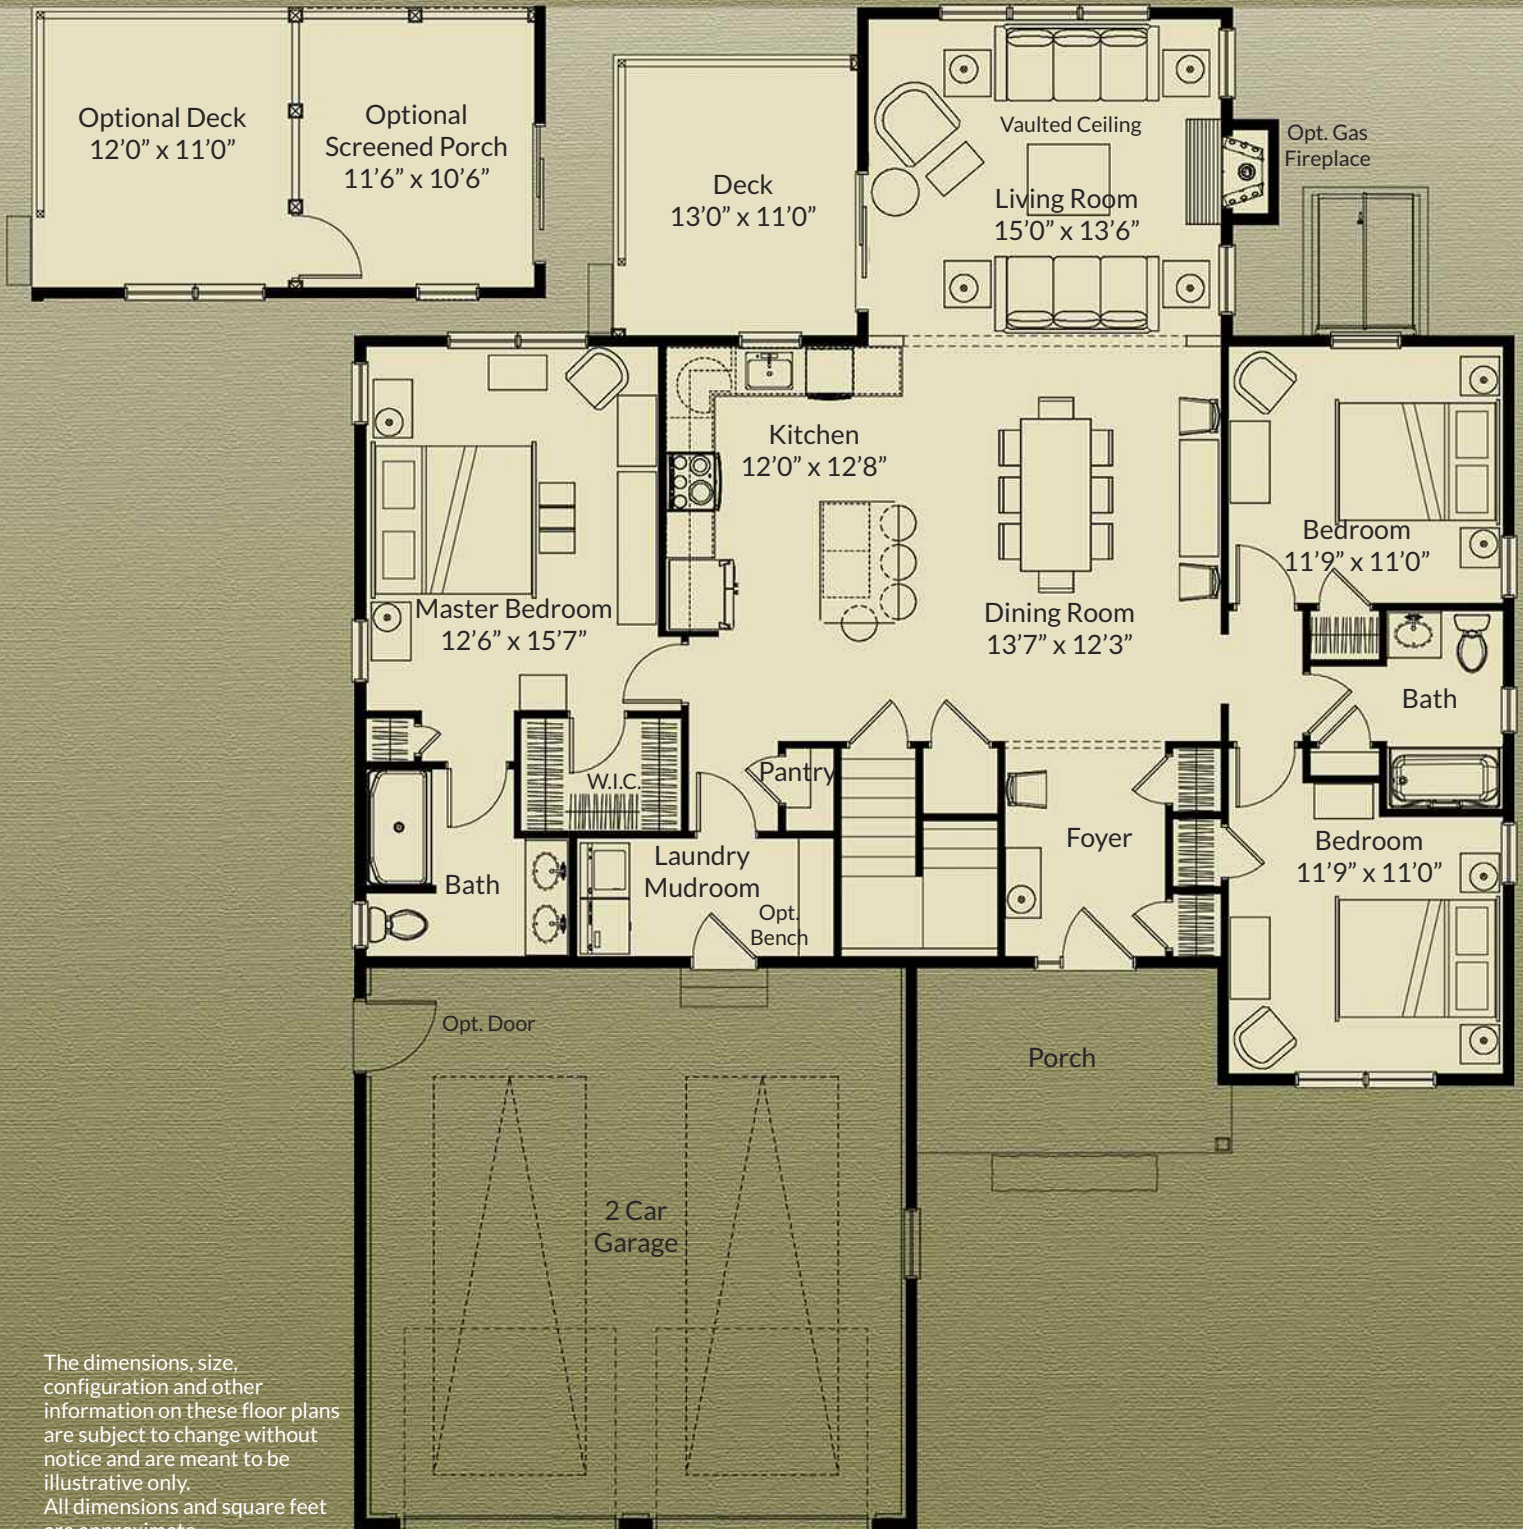 Optional Deck
12’0” x 11’0”
Optional
Screened Porch
11’6” x 10’6”
Deck
13’0” x 11’0”
Vaulted Ceiling
Living Room
15’0” x 13’6”
Opt. Gas
Fireplace
Kitchen
12’0” x 12’8”
Master Bedroom
12’6” x 15’7”
Dining Room
13’7” x 12’3”
Bedroom
11’9” x 11’0”
Bath
W.I.C.
Pantry
Foyer
Bedroom
11’9” x 11’0”
Bath
Laundry
Mudroom
Opt.
Bench
Opt. Door
Porch
2 Car
Garage
The dimensions, size,
configuration and other
information on these floor plans
are subject to change without
notice and are meant to be
illustrative only.
All dimensions and square feet
are approximate.